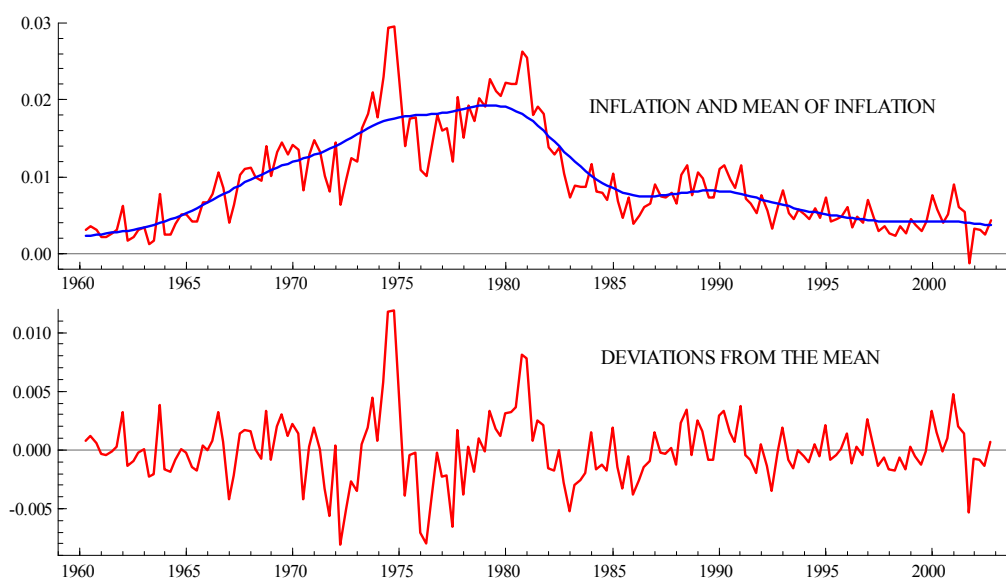 0.03
INFLATION AND MEAN OF INFLATION
0.02
0.01
0.00
1960 1965 1970 1975 1980 1985 1990 1995 2000
0.010
DEVIATIONS FROM THE MEAN
0.005
0.000
-0.005
1960 1965 1970 1975 1980 1985 1990 1995 2000